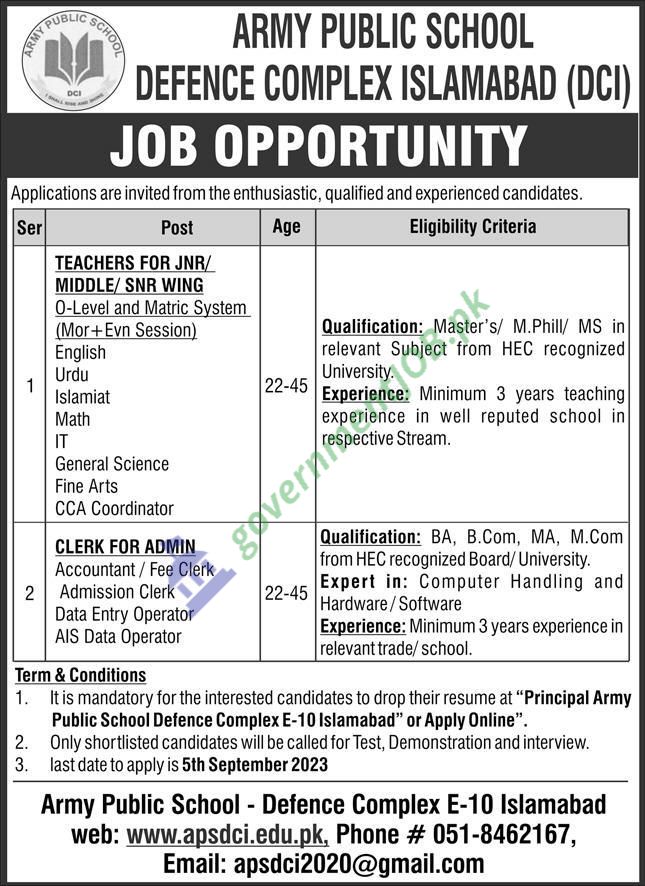 ARMY PUBLIC SCHOOL
DCI
I SHALL RISE AND SHINE
ARMY PUBLIC SCHOOL
DEFENCE COMPLEX ISLAMABAD (DCI)
JOB OPPORTUNITY
Applications are invited from the enthusiastic, qualified and experienced candidates.
Ser Post Age Eligibility Criteria
1
TEACHERS FOR JNR/
MIDDLE/ SNR WING
O-Level and Matric System
(Mor+Evn Session)
English
Urdu
Islamiat
Math
IT
General Science
Fine Arts
CCA Coordinator
22-45
Qualification: Master's/ M.Phill/ MS in
relevant Subject from HEC recognized
University.
Experience: Minimum 3 years teaching
experience in well reputed school in
respective Stream.
2
CLERK FOR ADMIN
Accountant / Fee Clerk
Admission Clerk
Data Entry Operator
AIS Data Operator
22-45
Qualification: BA, B.Com, MA, M.Com
from HEC recognized Board/ University.
Expert in: Computer Handling and
Hardware / Software
Experience: Minimum 3 years experience in
relevant trade/ school.
governmentJOB.pk
Term & Conditions
1. It is mandatory for the interested candidates to drop their resume at “Principal Army
Public School Defence Complex E-10 Islamabad” or Apply Online”.
2. Only shortlisted candidates will be called for Test, Demonstration and interview.
3. last date to apply is 5th September 2023
Army Public School - Defence Complex E-10 Islamabad
web: www.apsdci.edu.pk, Phone # 051-8462167,
Email: apsdci2020@gmail.com